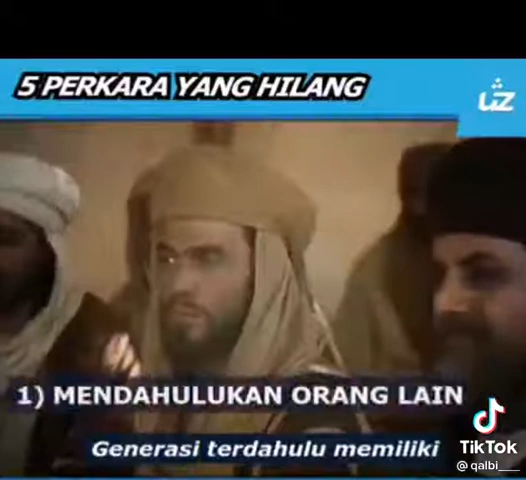 5 PERKARA YANG HILANG
1) MENDAHULUKAN ORANG LAIN
Generasi terdahulu memiliki
TikTok
@qalbi___